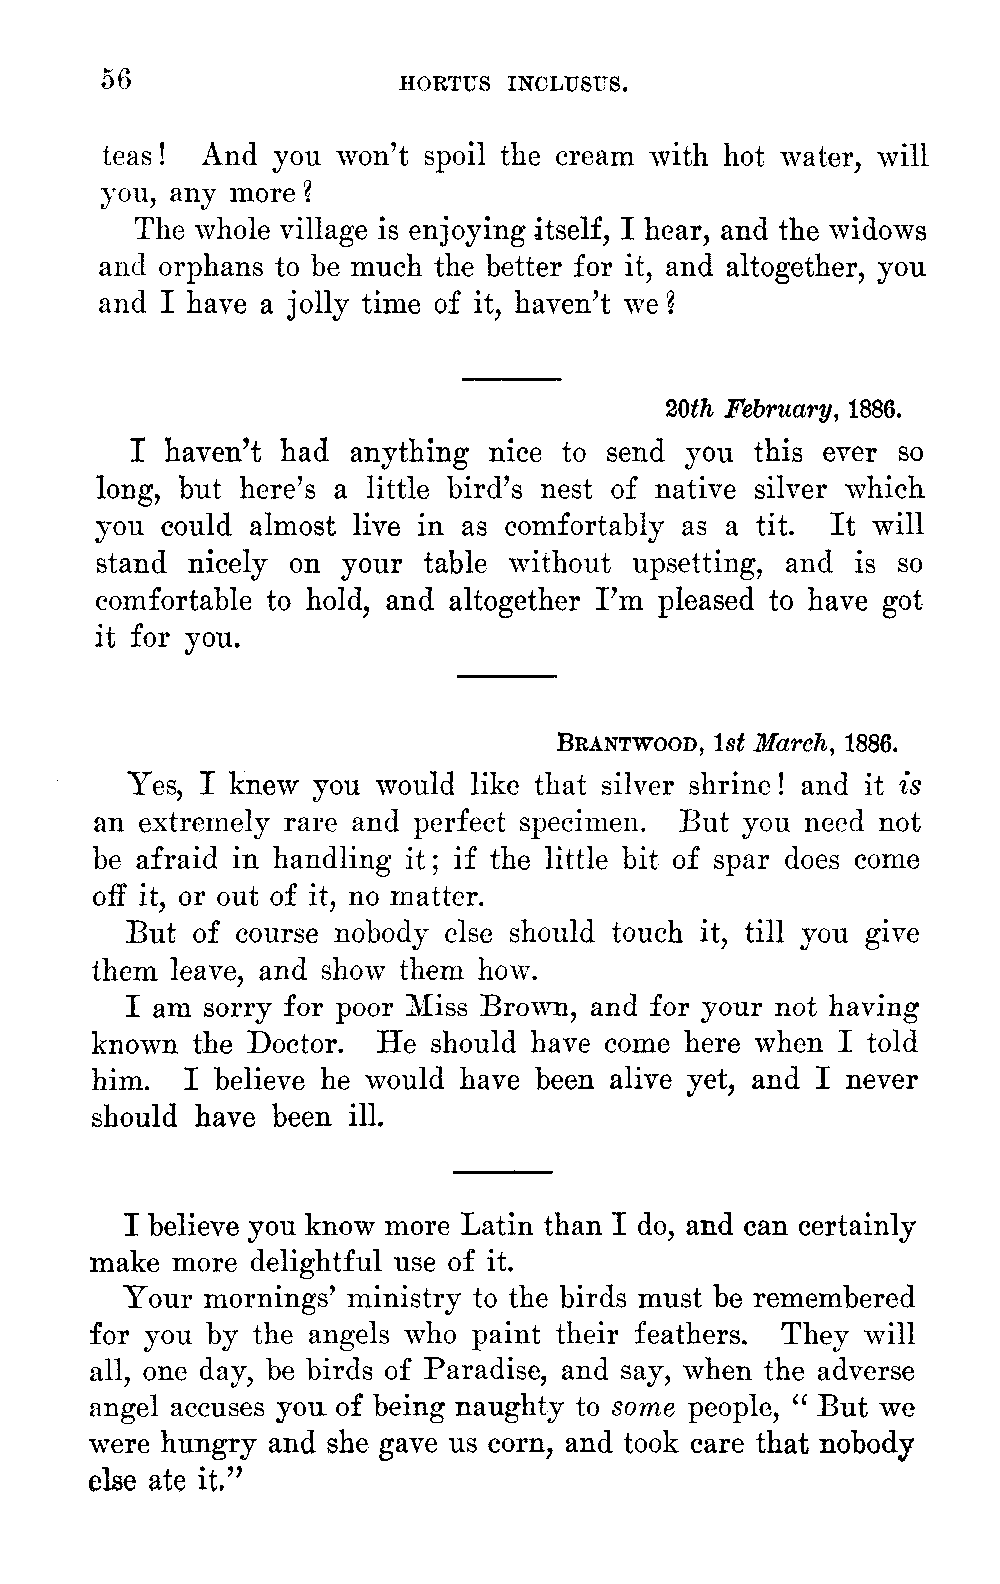 56 HORTUS INCLUSUS.
teas! And you won't spoil the cream with hot water, will
you, any more?
The whole village is enjoying itself, I hear, and the widows
and orphans to be much the better for it, and altogether, you
and I have a jolly time of it, haven't we?
20th February, 1886.
I haven't had anything nice to send you this ever so
long, but here's a little bird's nest of native silver which
you could almost live in as comfortably as a tit. It will
stand nicely on your table without upsetting, and is so
comfortable to hold, and altogether I'm pleased to have got
it for you.
BRANTWOOD, 1st March, 1886.
Yes, I knew you would like that silver shrine! and it is
an extremely rare and perfect specimen. But you need not
be afraid in handling it; if the little bit of spar does come
off it, or out of it, no matter.
But of course nobody else should touch it, till you give
them leave, and show them how.
I am sorry for poor Miss Brown, and for your not having
known the Doctor. He should have come here when I told
him. I believe he would have been alive yet, and I never
should have been ill.
I believe you know more Latin than I do, and can certainly
make more delightful use of it.
Your mornings' ministry to the birds must be remembered
for you by the angels who paint their feathers. They will
all, one day, be birds of Paradise, and say, when the adverse
angel accuses you of being naughty to some people, "But we
were hungry and she gave us corn, and took care that nobody
else ate it."